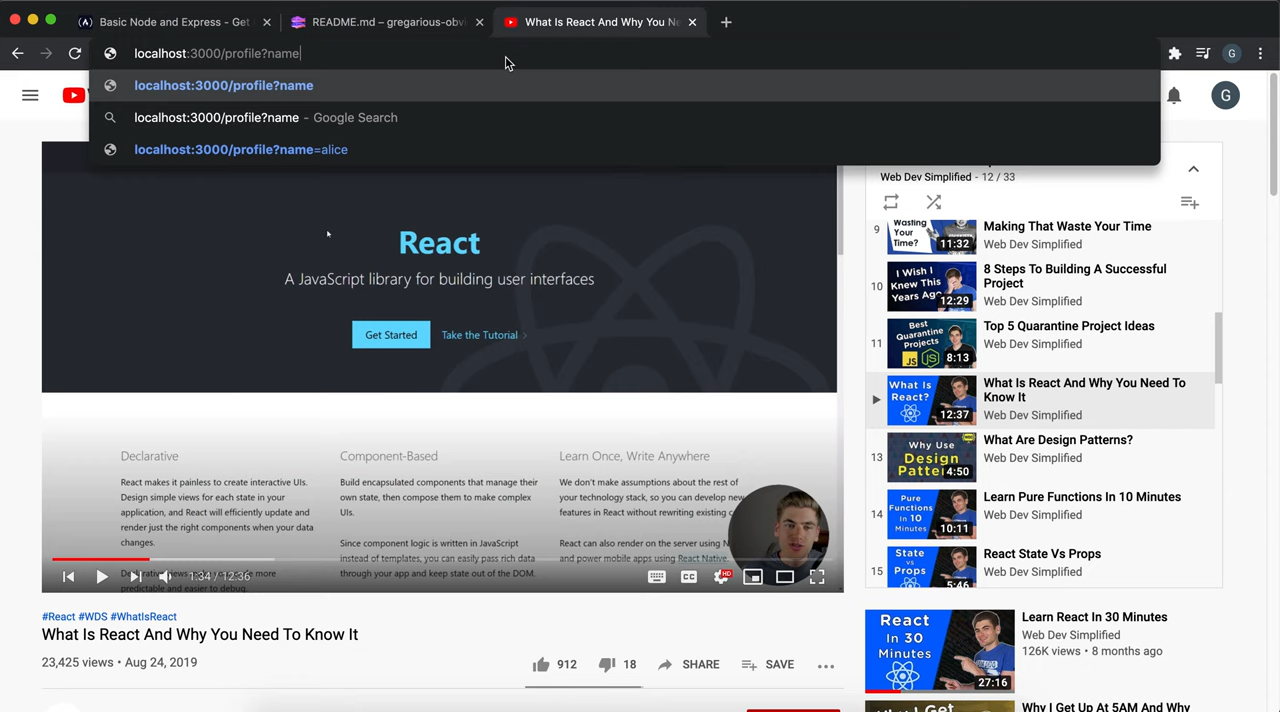 Basic Node and Express - Get
README.md – gregarious-obvi
What Is React And Why You Ne
localhost:3000/profile?name
G
localhost:3000/profile?name
localhost:3000/profile?name - Google Search
localhost:3000/profile?name=alice
G
React
A JavaScript library for building user interfaces
Get Started
Take the Tutorial
Declarative
React makes it painless to create interactive UIs.
Design simple views for each state in your
application, and React will efficiently update and
render just the right components when your data
changes.
Declarative views
predictable and easier to debug.
Component-Based
Build encapsulated components that manage their
own state, then compose them to make complex
UIs.
Since component logic is written in JavaScript
instead of templates, you can easily pass rich data
through your app and keep state out of the DOM.
Learn Once, Write Anywhere
We don't make assumptions about the rest of
your technology stack, so you can develop new
features in React without rewriting existing
React can also render on the server using N
and power mobile apps using React Native.
1:34 / 12:36
CC
HD
#React #WDS #WhatIsReact
What Is React And Why You Need To Know It
23,425 views • Aug 24, 2019
912
18
SHARE
SAVE
Web Dev Simplified - 12 / 33
9
Wasting
Your
Time?
11:32
Making That Waste Your Time
Web Dev Simplified
10
I Wish I
Knew This
Years Ago
12:29
8 Steps To Building A Successful
Project
Web Dev Simplified
11
Best
Quarantine
Projects
JS
8:13
Top 5 Quarantine Project Ideas
Web Dev Simplified
What Is
React?
12:37
What Is React And Why You Need To
Know It
Web Dev Simplified
13
Why Use
Design
Patterns
4:50
What Are Design Patterns?
Web Dev Simplified
14
Pure
Functions
In 10
Minutes
10:11
Learn Pure Functions In 10 Minutes
Web Dev Simplified
15
State
vs
Props
5:46
React State Vs Props
Web Dev Simplified
React
In 30
Minutes
27:16
Learn React In 30 Minutes
Web Dev Simplified
126K views • 8 months ago
What I Get
Why I Get Up At 5AM And Why